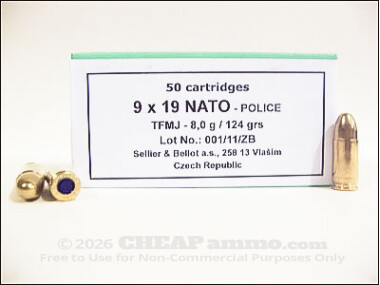 50 cartridges
9 x 19 NATO - POLICE
TFMJ - 8,0 g / 124 grs
Lot No.: 001/11/ZB
Sellier & Bellot a.s., 258 13 Vlašim
Czech Republic
© 2026 CHEAPammo.com
Free to Use for Non-Commercial Purposes Only